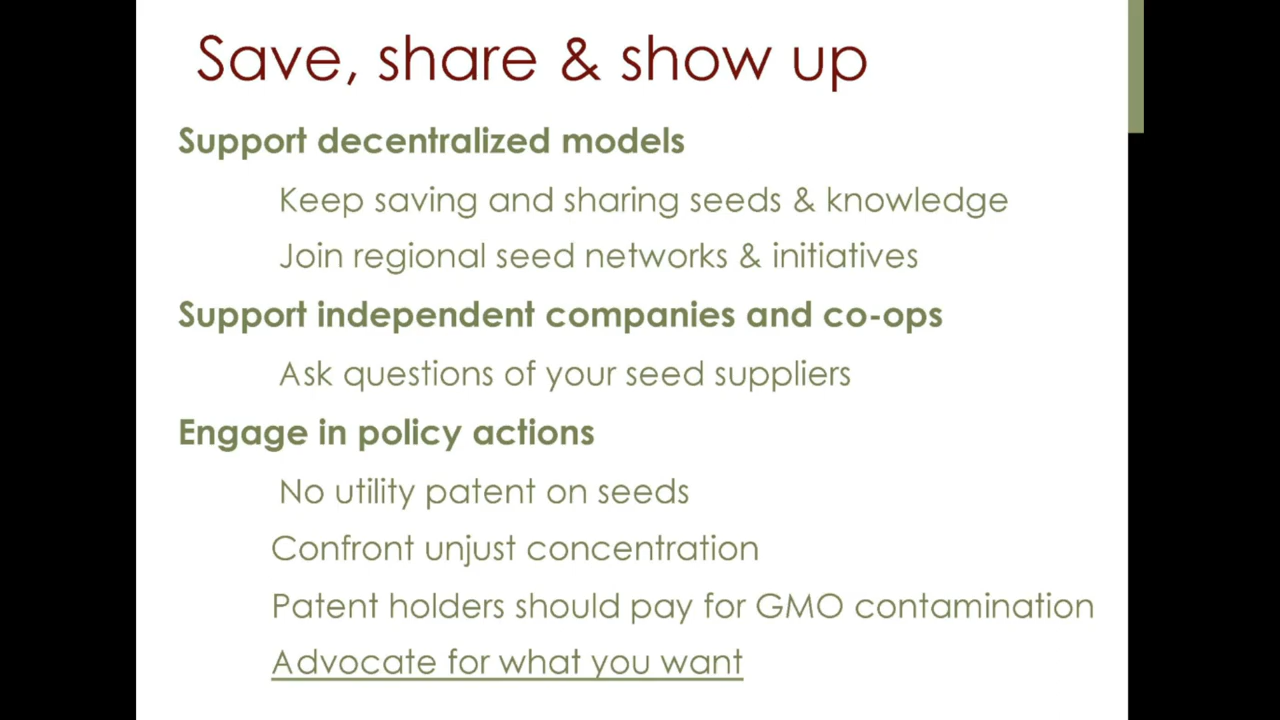 Save, share & show up
Support decentralized models
Keep saving and sharing seeds & knowledge
Join regional seed networks & initiatives
Support independent companies and co-ops
Ask questions of your seed suppliers
Engage in policy actions
No utility patent on seeds
Confront unjust concentration
Patent holders should pay for GMO contamination
Advocate for what you want